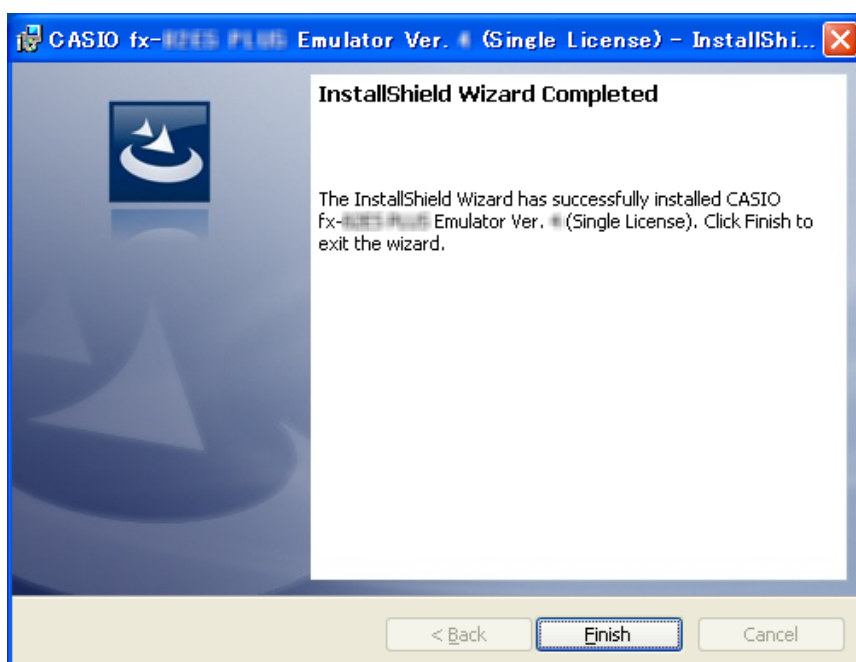 CASIO fx- Emulator Ver. (Single License) - InstallShi...
InstallShield Wizard Completed
The InstallShield Wizard has successfully installed CASIO
fx- Emulator Ver. (Single License). Click Finish to
exit the wizard.
< Back Finish Cancel